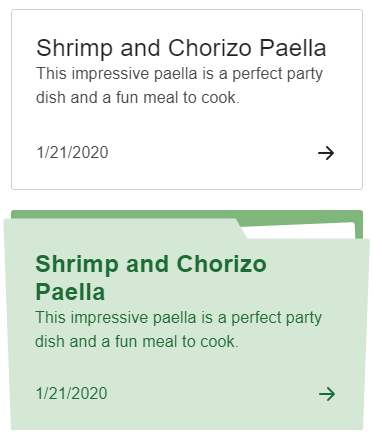 Shrimp and Chorizo Paella
This impressive paella is a perfect party
dish and a fun meal to cook.
1/21/2020
Shrimp and Chorizo
Paella
This impressive paella is a perfect party
dish and a fun meal to cook.
1/21/2020